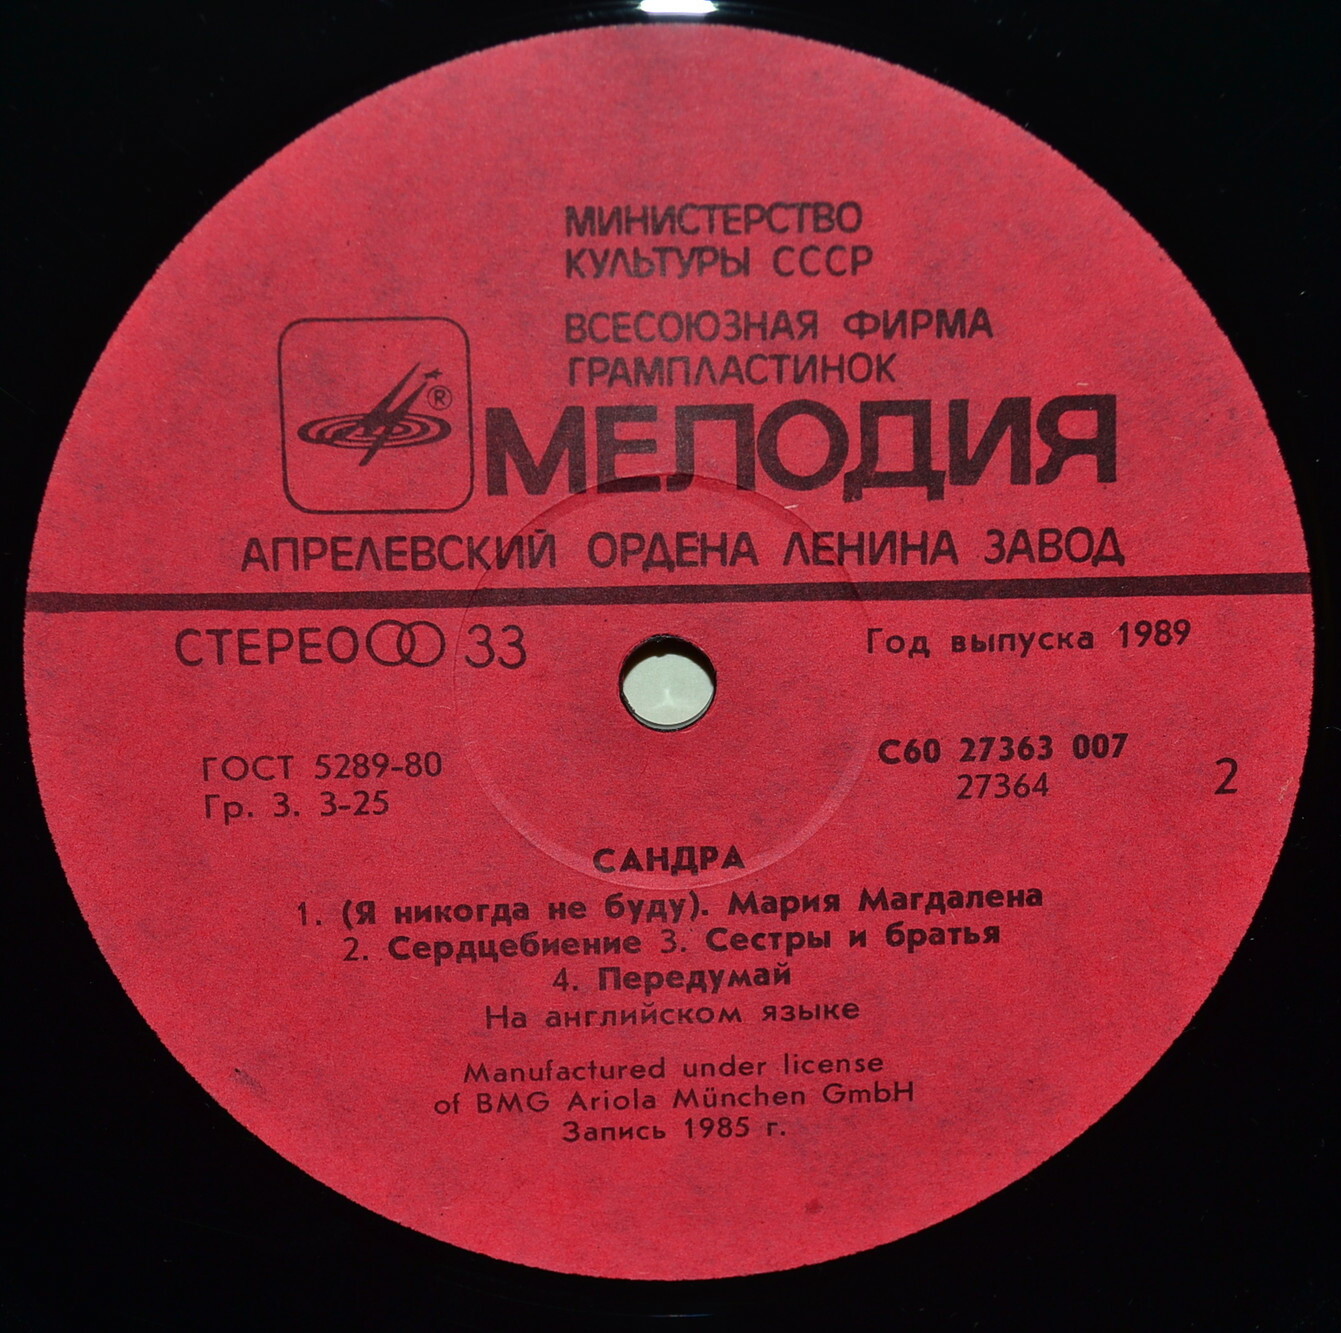 МИНИСТЕРСТВО
КУЛЬТУРЫ СССР
ВСЕСОЮЗНАЯ ФИРМА
ГРАМПЛАСТИНОК
®
МЕЛОДИЯ
АПРЕЛЕВСКИЙ ОРДЕНА ЛЕНИНА ЗАВОД
СТЕРЕО 33
Год выпуска 1989
ГОСТ 5289-80
Гр. 3. 3-25
С60 27363 007
27364
2
САНДРА
1. (Я никогда не буду). Мария Магдалена
2. Сердцебиение 3. Сестры и братья
4. Передумай
На английском языке
Manufactured under license
of BMG Ariola München GmbH
Запись 1985 г.